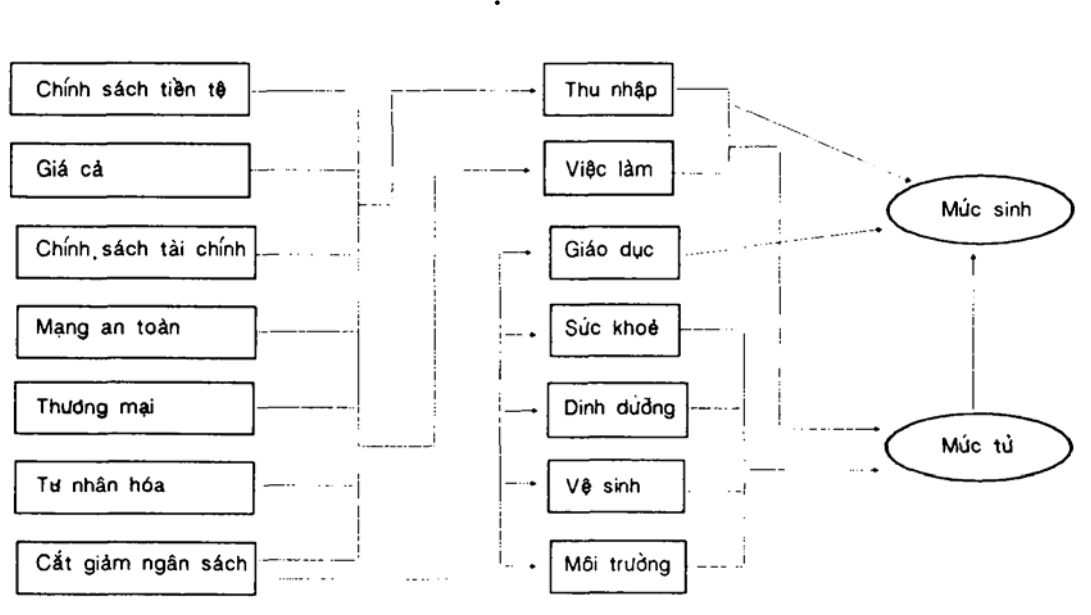 Chính sách tiền tệ
Giá cả
Chính sách tài chính
Mạng an toàn
Thương mại
Tư nhân hóa
Cắt giảm ngân sách
Thu nhập
Việc làm
Giáo dục
Sức khoẻ
Dinh dưỡng
Vệ sinh
Môi trường
Mức sinh
Mức tử